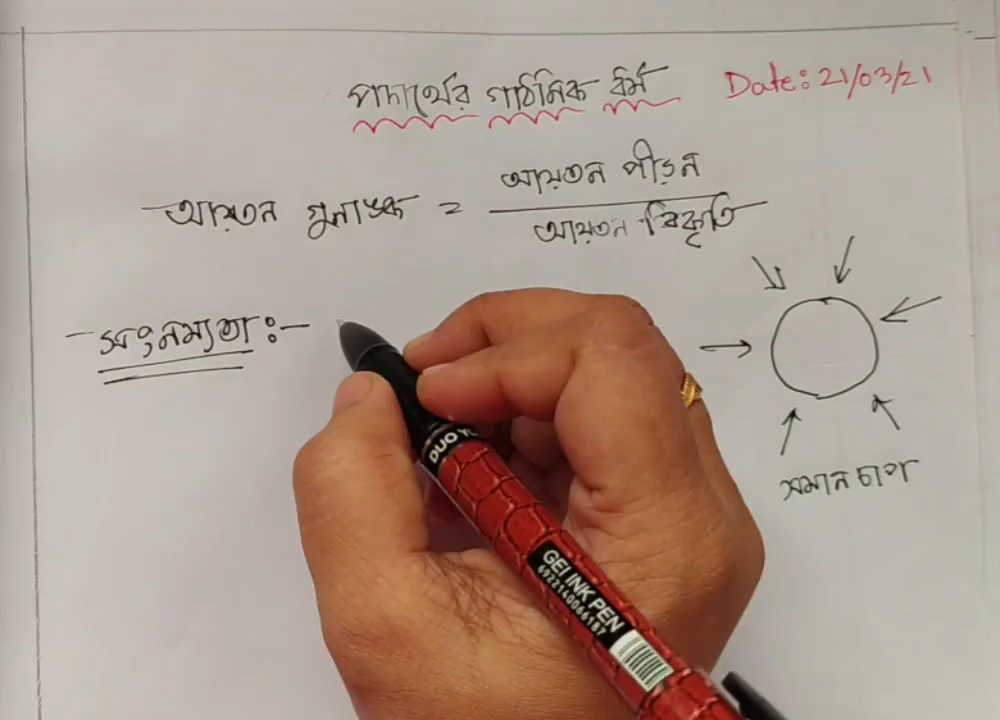 পদার্থের গাঠনিক ধর্ম Date: 21/03/21
আয়তন গুনাঙ্ক = আয়তন পীড়ন
আয়তন বিকৃতি
সংনম্যতা :-
সমান চাপ
DUO
GEl INK PEN
6922140066187